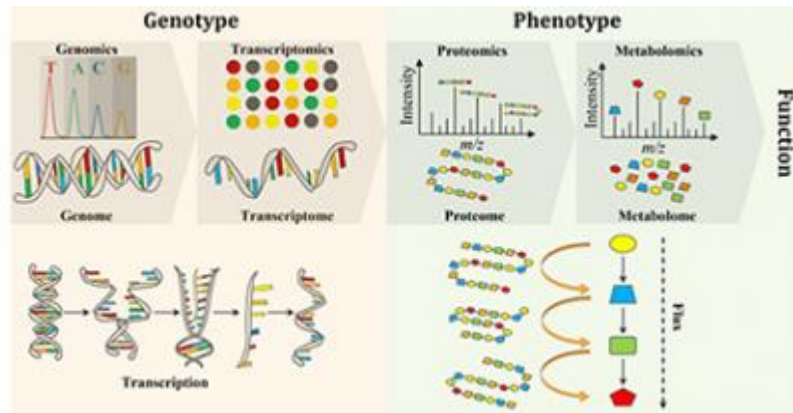 Genotype
Phenotype
Genomics
Transcriptomics
Proteomics
Metabolomics
T A C G
Intensity
m/z
Intensity
m/z
Function
Genome
Transcriptome
Proteome
Metabolome
Transcription
Flux